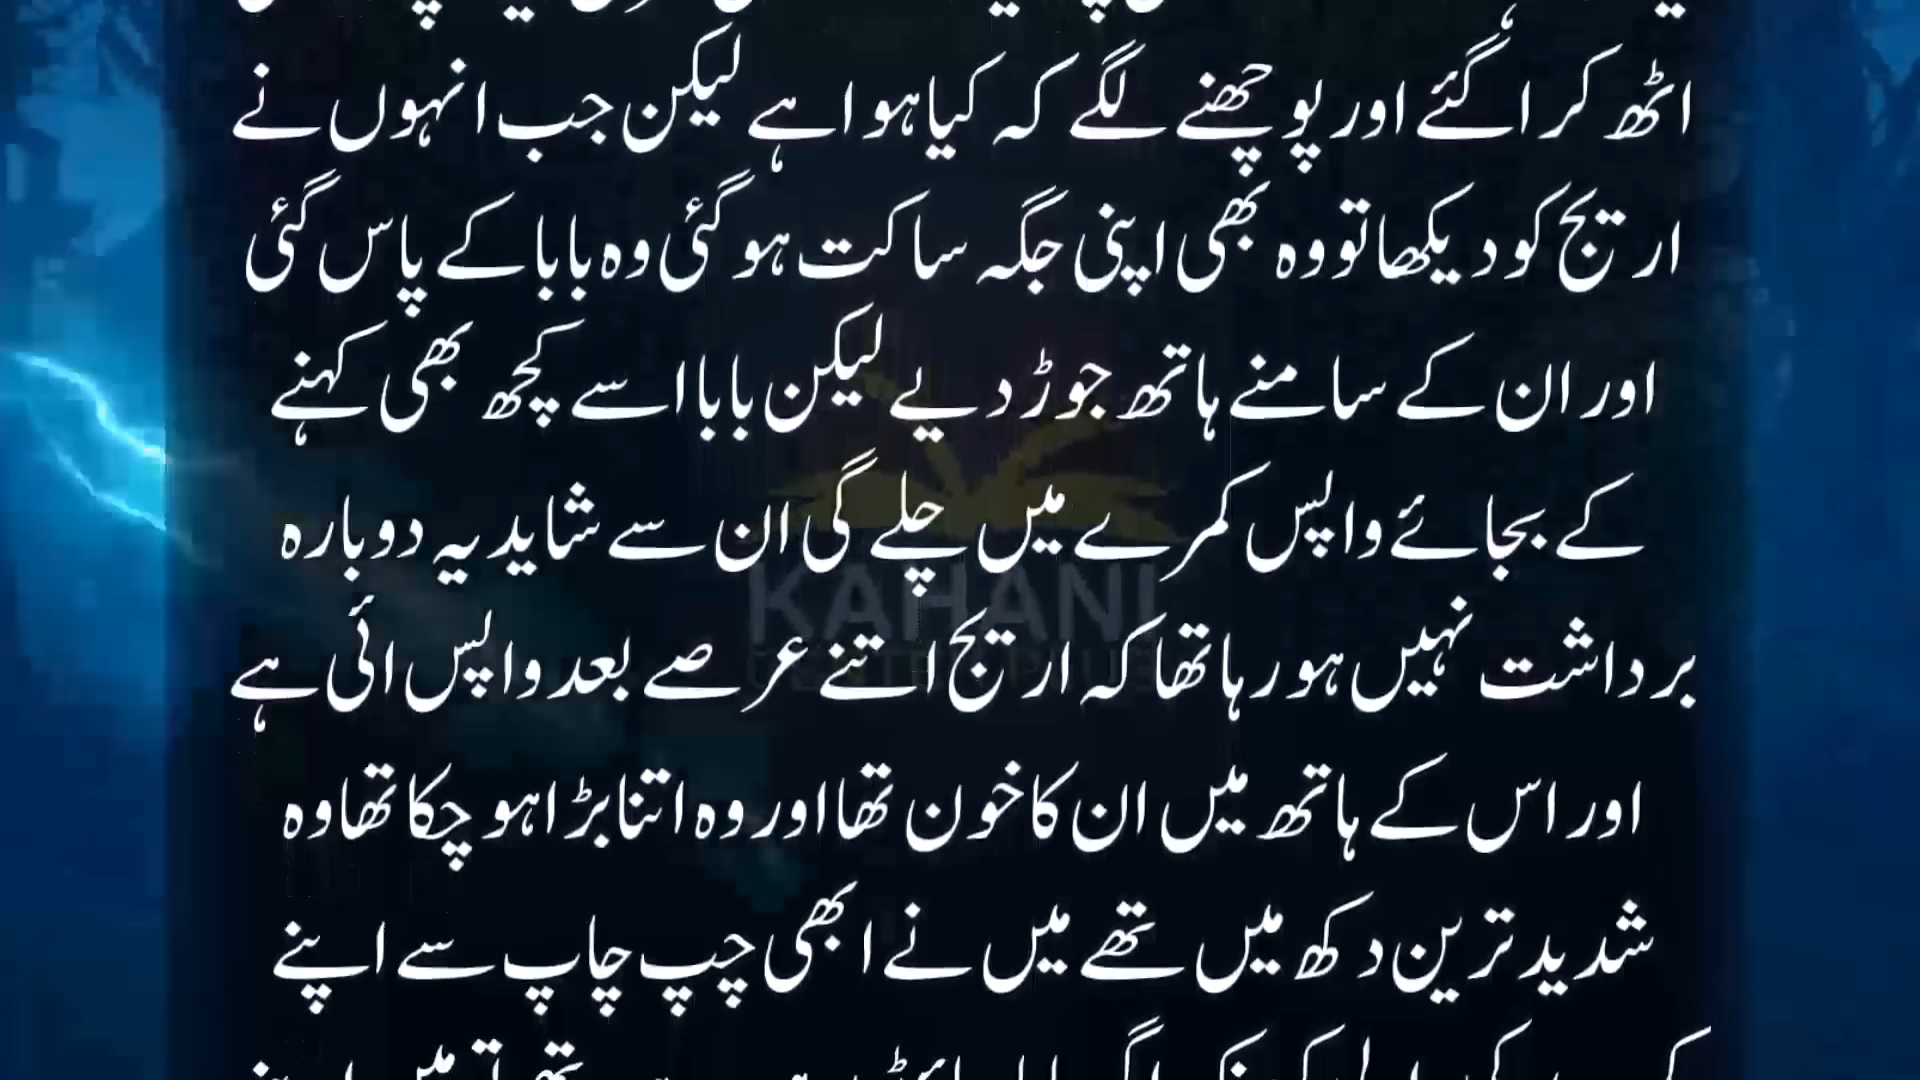 اٹھ کر اگئے اور پوچھنے لگے کہ کیا ہوا ہے لیکن جب انہوں نے
اریج کو دیکھا تو وہ بھی اپنی جگہ ساکت ہو گئی وہ بابا کے پاس گئی
اور ان کے سامنے ہاتھ جوڑ دیے لیکن بابا اسے کچھ بھی کہنے
کے بجائے واپس کمرے میں چلے گی ان سے شاید یہ دوبارہ
برداشت نہیں ہو رہا تھا کہ اریج اتنے عرصے بعد واپس ائی ہے
اور اس کے ہاتھ میں ان کا خون تھا اور وہ اتنا بڑا ہو چکا تھا وہ
شدید ترین دکھ میں تھے میں نے ابھی چپ چاپ سے اپنے
KAHANI